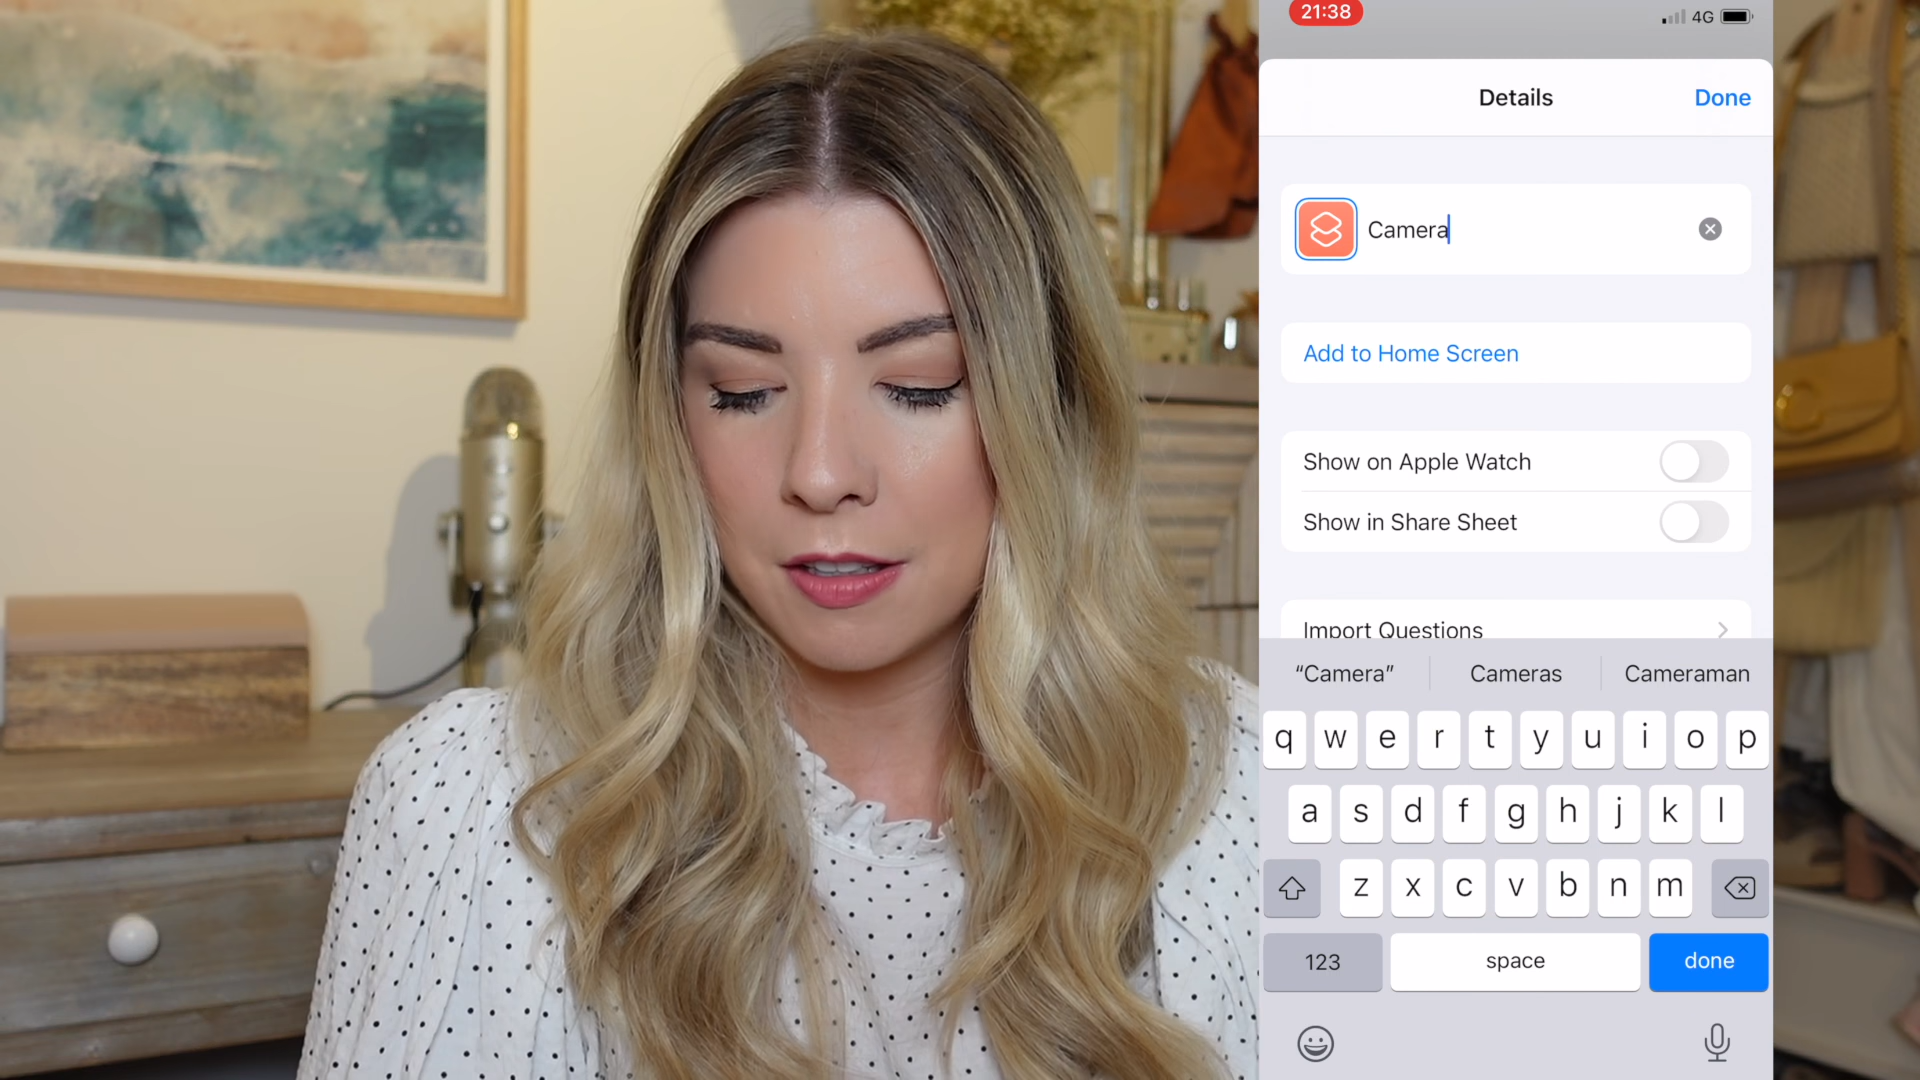 21:38
4G
Details
Done
Camera
Add to Home Screen
Show on Apple Watch
Show in Share Sheet
Import Questions
“Camera”
Cameras
Cameraman
q w e r t y u i o p
a s d f g h j k l
z x c v b n m
123
space
done